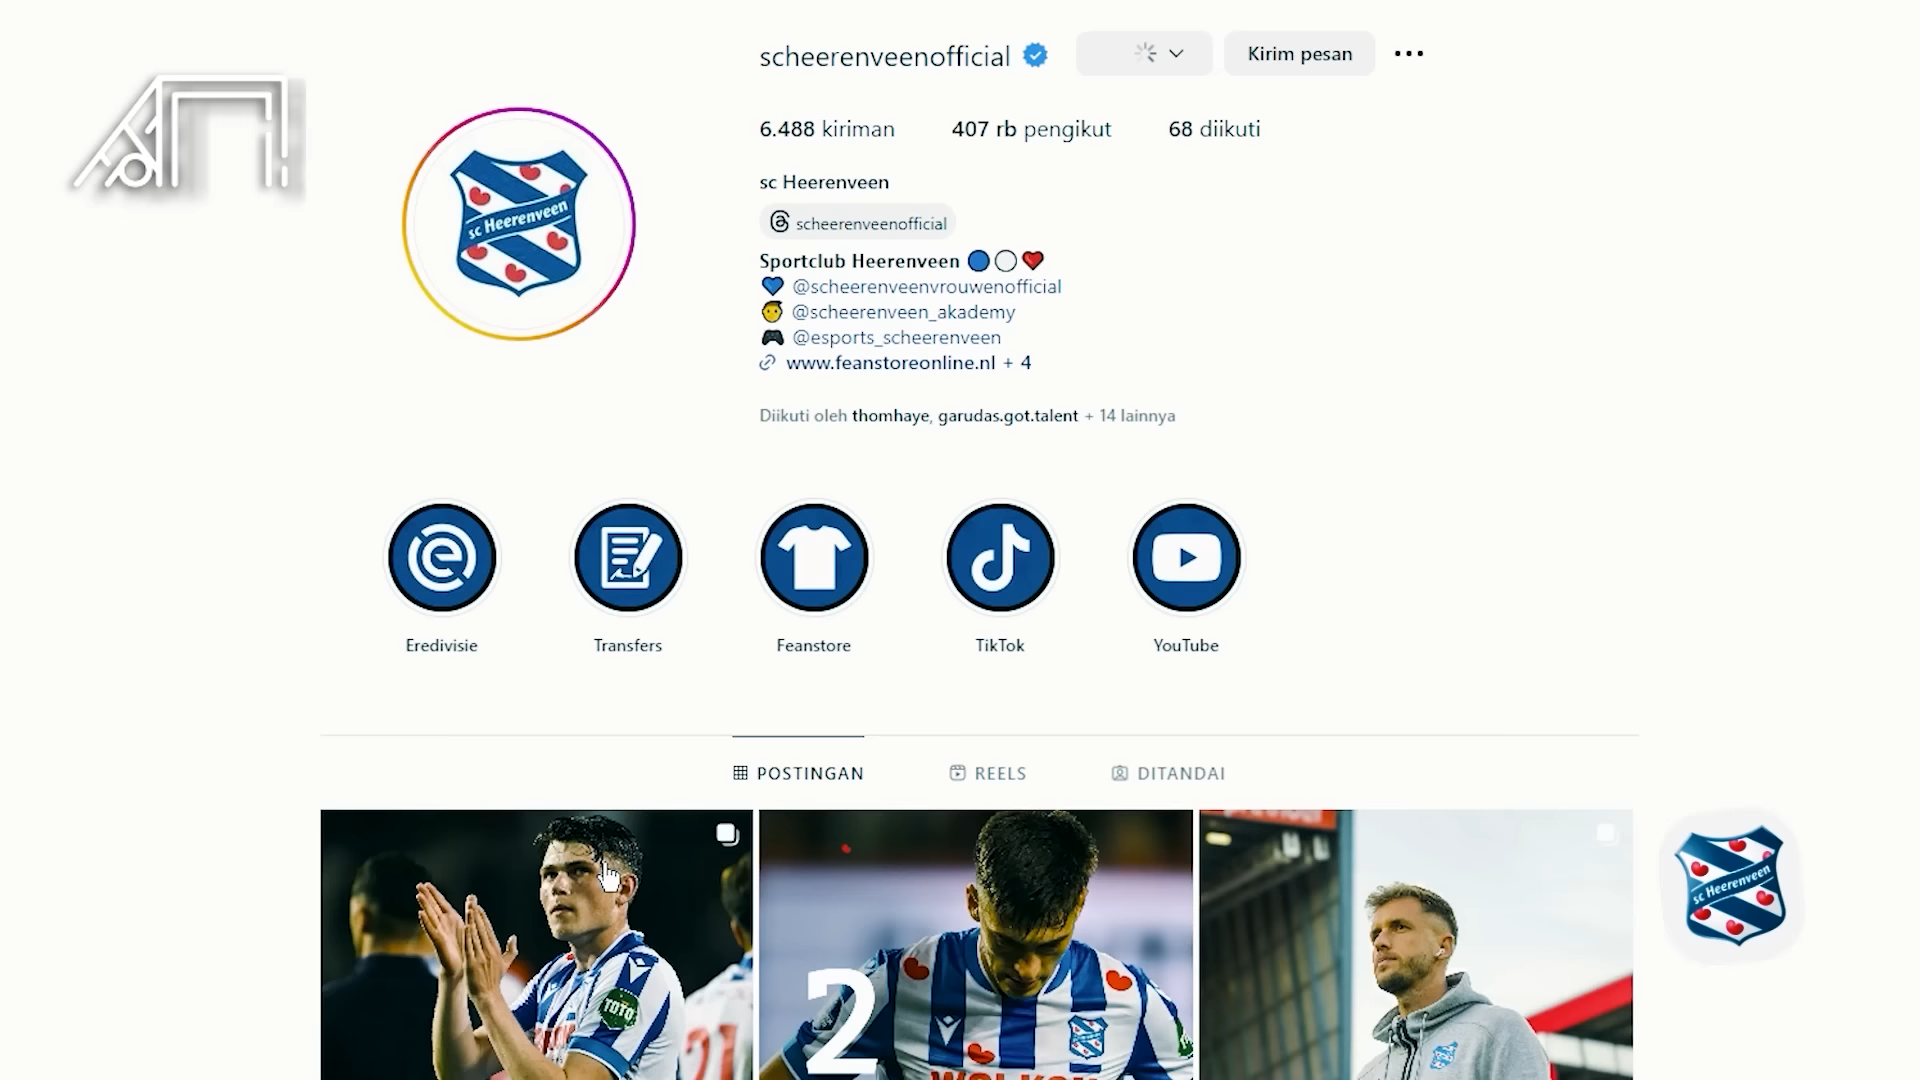 scheerenveenofficial
Kirim pesan
6.488 kiriman
407 rb pengikut
68 diikuti
sc Heerenveen
sc Heerenveen
scheerenveenofficial
Sportclub Heerenveen
@scheerenveenvrouwenofficial
@scheerenveen_akademy
@esports_scheerenveen
www.feanstoreonline.nl + 4
Diikuti oleh thomhaye, garudas.got.talent + 14 lainnya
Eredivisie
Transfers
Feanstore
TikTok
YouTube
POSTINGAN
REELS
DITANDAI
TOTO
21
2
sc Heerenveen